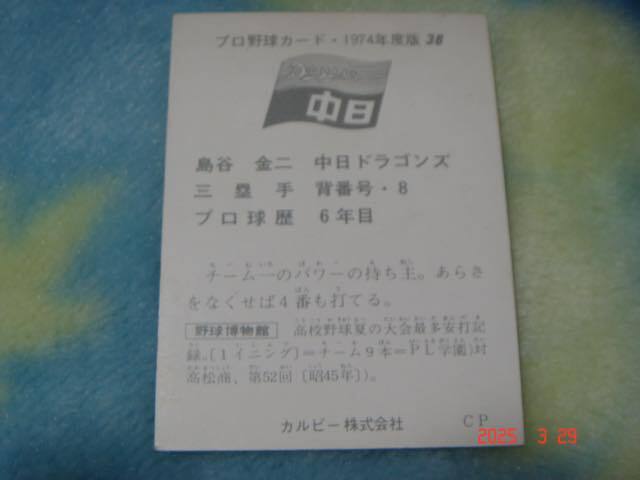 プロ野球カード・1974年度版 36
中日
島谷 金二 中日ドラゴンズ
三塁手 背番号・8
プロ球歴 6年目
チーム一のパワーの持ち主。あらさ
をなくせば4番も打てる。
野球博物館 高校野球夏の大会最多安打記
録。〔1イニング〕=チーム9本=PL学園)対
高松商、第52回〔昭45年〕)。
カルビー株式会社 CP
2025 3 29